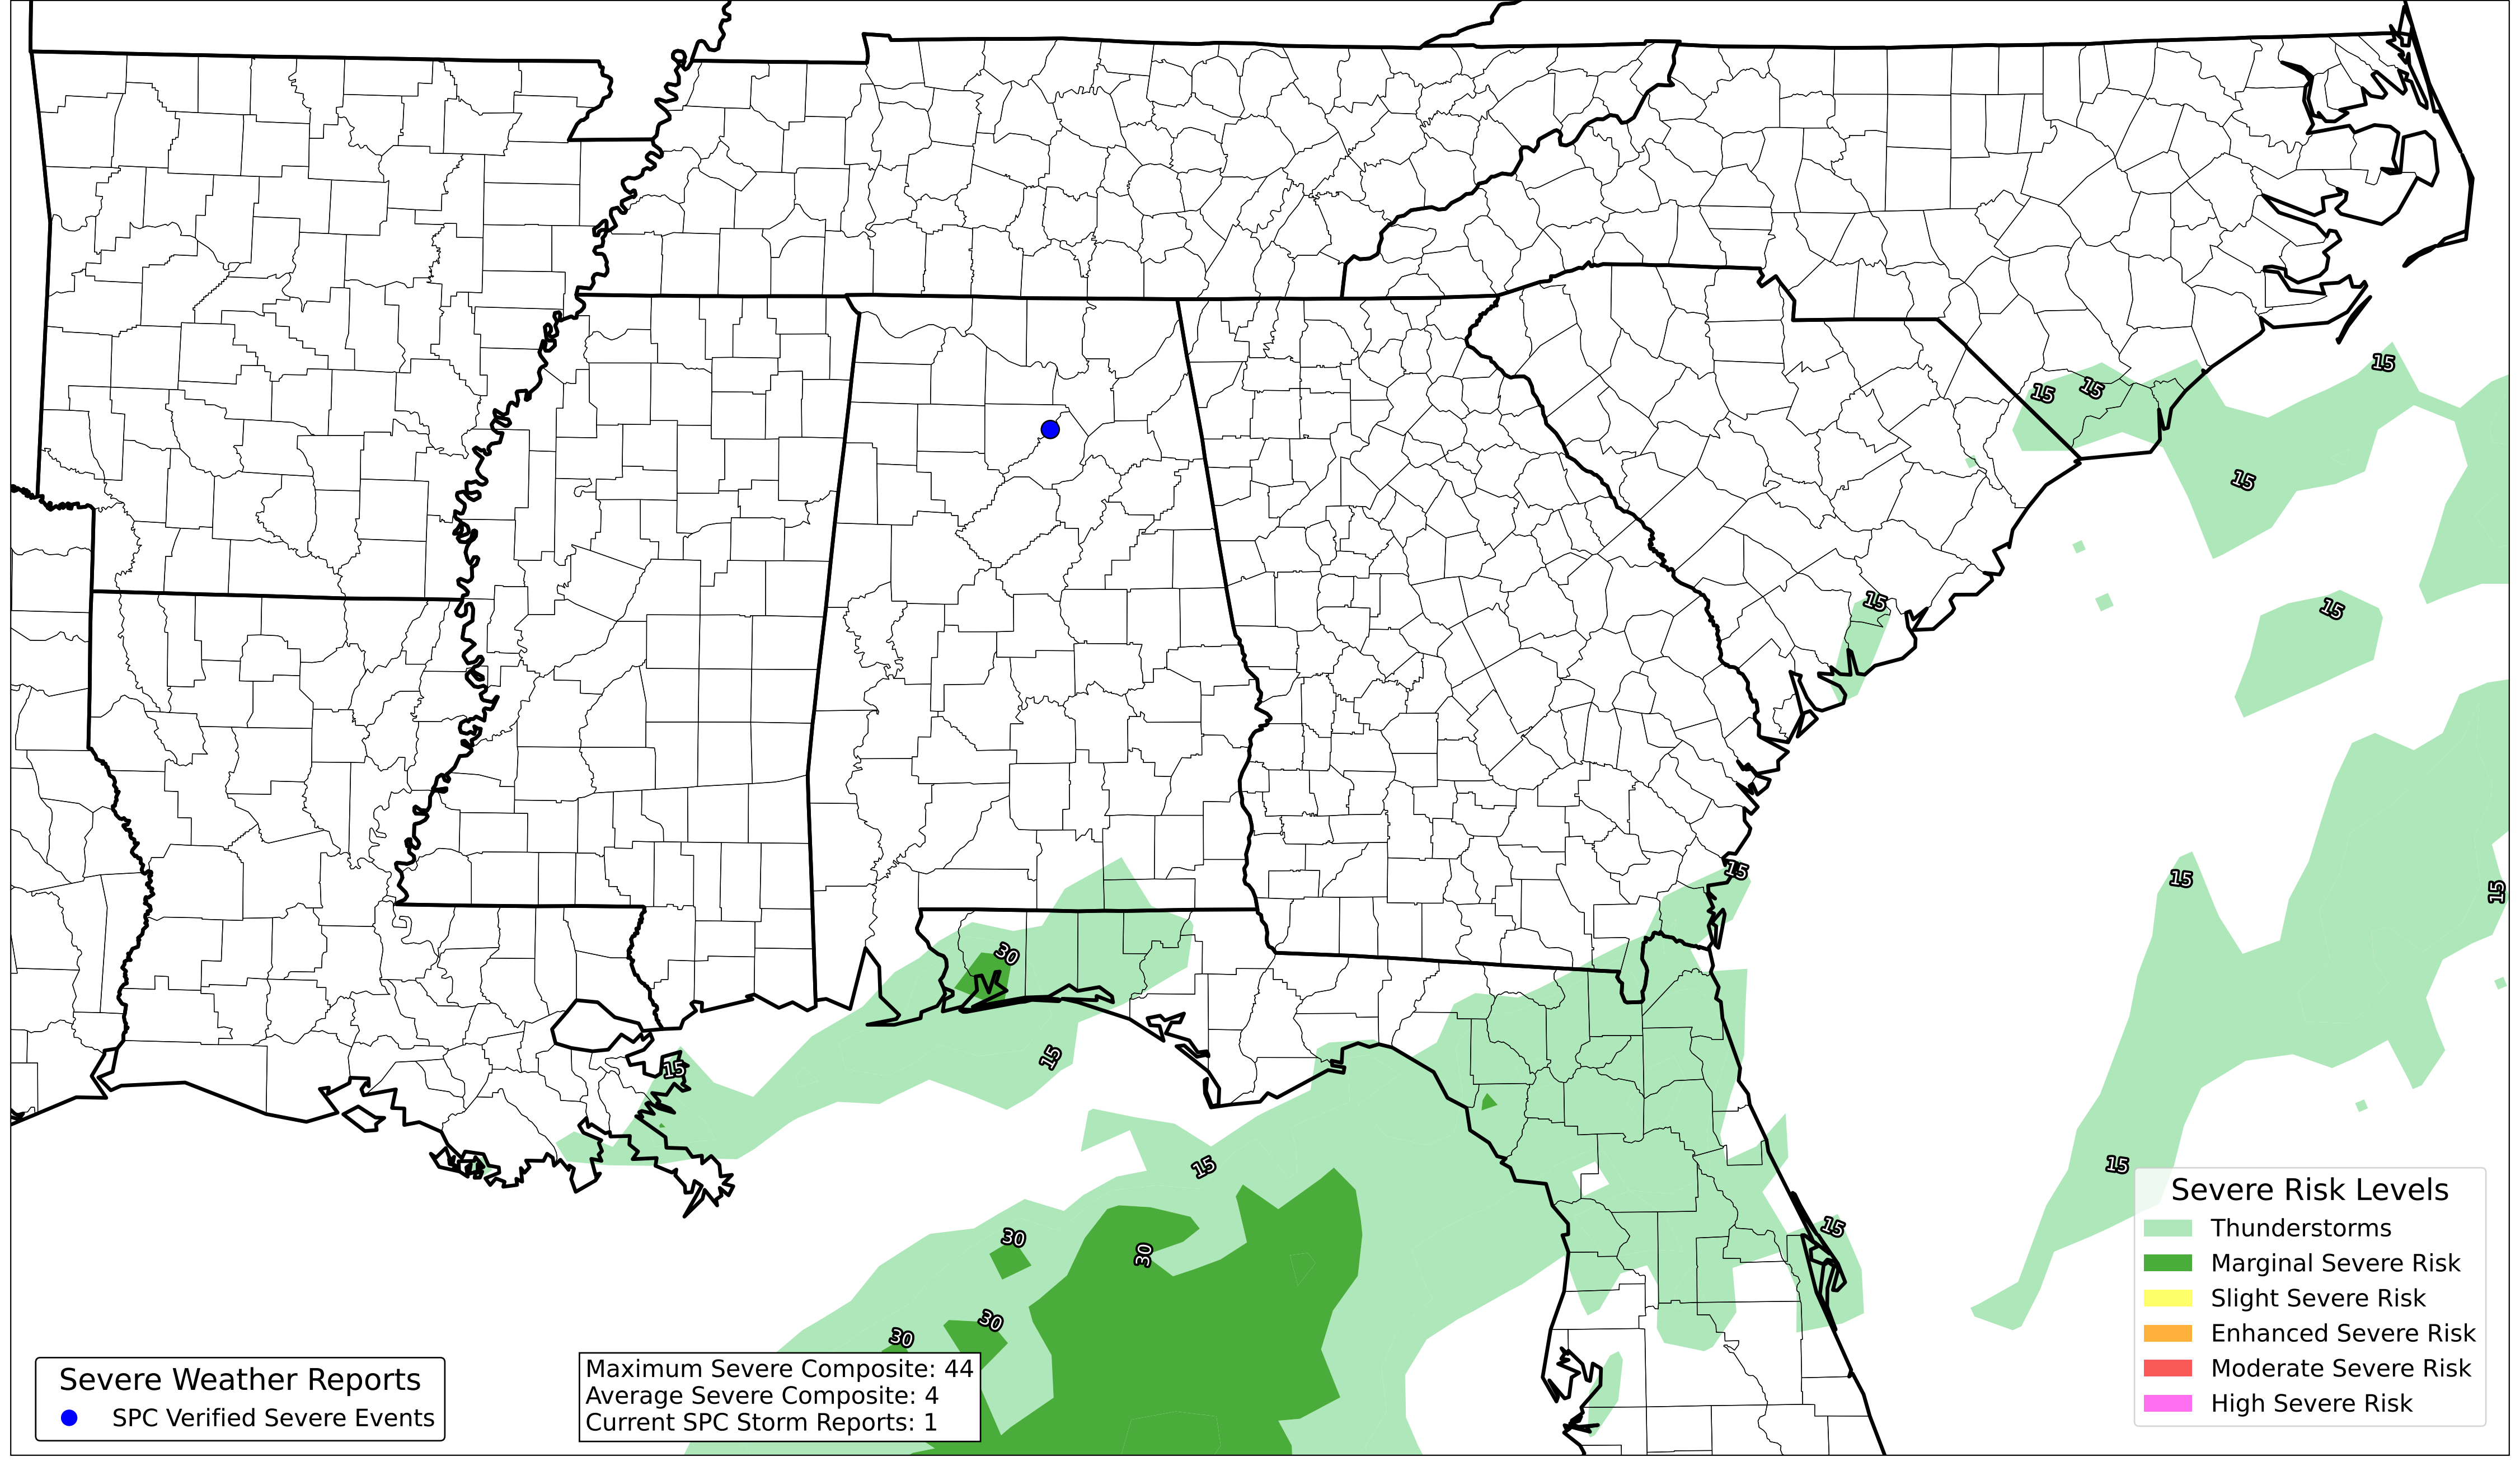 15
15
15
15
15
15
15
15
15
30
15
15
15
15
15
30
30
30
30
Severe Risk Levels
Thunderstorms
Marginal Severe Risk
Slight Severe Risk
Enhanced Severe Risk
Moderate Severe Risk
High Severe Risk
Severe Weather Reports
SPC Verified Severe Events
Maximum Severe Composite: 44
Average Severe Composite: 4
Current SPC Storm Reports: 1